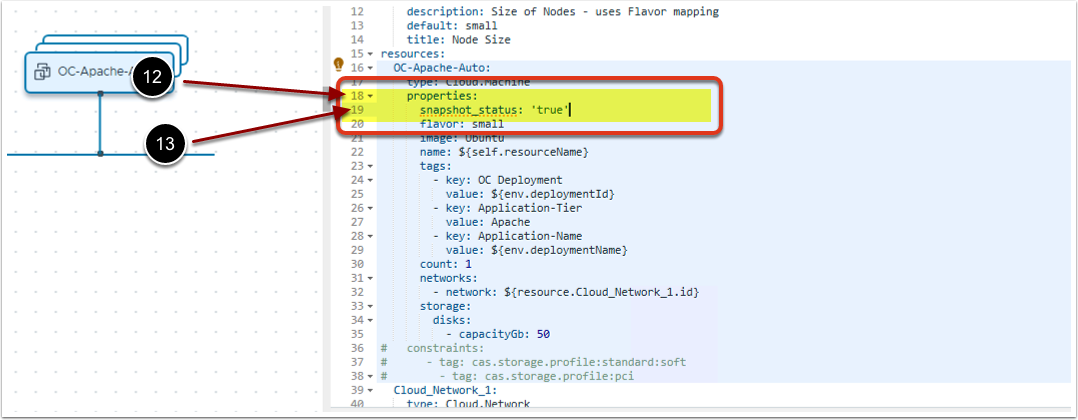 OC-Apache-A
12
13
12 description: Size of Nodes - uses Flavor mapping
13 default: small
14 title: Node Size
15 resources:
16 OC-Apache-Auto:
17 type: Cloud.Machine
18 properties:
19 snapshot_status: 'true'
20 flavor: small
21 image: Ubuntu
22 name: ${self.resourceName}
23 tags:
24 - key: OC Deployment
25 value: ${env.deploymentId}
26 - key: Application-Tier
27 value: Apache
28 - key: Application-Name
29 value: ${env.deploymentName}
30 count: 1
31 networks:
32 - network: ${resource.Cloud_Network_1.id}
33 storage:
34 disks:
35 - capacityGb: 50
36 # constraints:
37 # - tag: cas.storage.profile:standard:soft
38 # - tag: cas.storage.profile:pci
39 Cloud_Network_1:
40 type: Cloud.Network